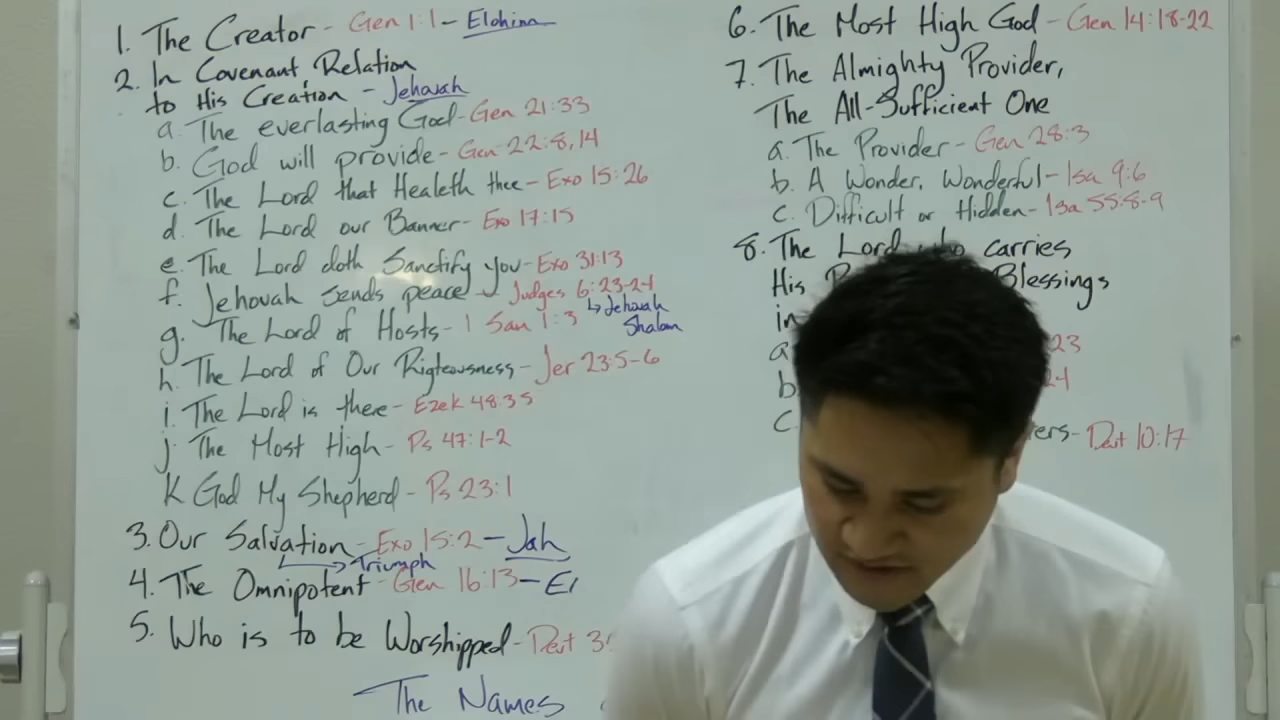 1. The Creator - Gen 1:1 - Elohim
2. In Covenant Relation
to His Creation - Jehovah
a. The everlasting God - Gen 21:33
b. God will provide - Gen 22:8,14
c. The Lord that Healeth thee - Exo 15:26
d. The Lord our Banner - Exo 17:15
e. The Lord doth Sanctify you - Exo 31:13
f. Jehovah sends peace - Judges 6:23-24
↳ Jehovah
Shalom
g. The Lord of Hosts - 1 Sam 1:3
h. The Lord of Our Righteousness - Jer 23:5-6
i. The Lord is there - Ezek 48:35
j. The Most High - Ps 47:1-2
K God My Shepherd - Ps 23:1
3. Our Salvation - Exo 15:2 - Jah
→ Triumph
4. The Omnipotent - Gen 16:13 - El
5. Who is to be Worshipped -
The Names
6. The Most High God - Gen 14:18-22
7. The Almighty Provider,
The All-Sufficient One
a. The Provider - Gen 28:3
b. A Wonder, Wonderful - Isa 9:6
c. Difficult or Hidden - Isa 55:8-9
8. The Lord who carries
His Blessings
in
a
b
c - Deut 10:17